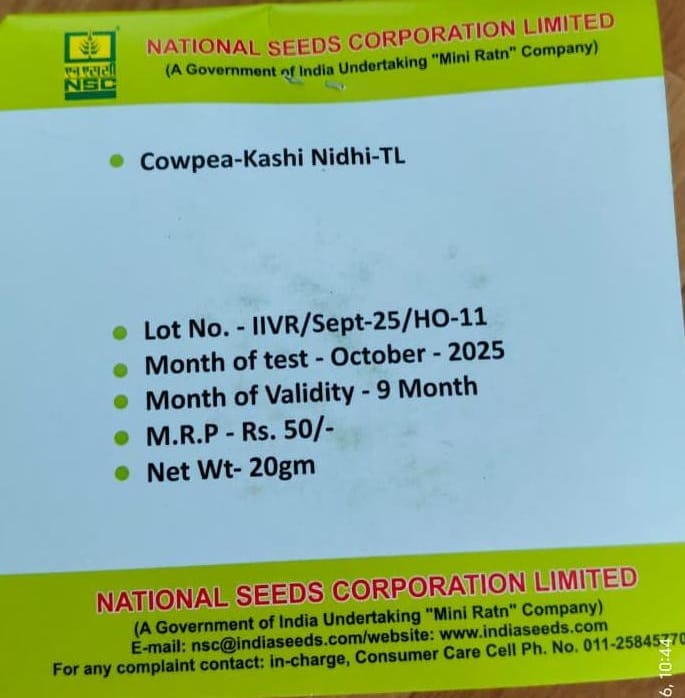 NATIONAL SEEDS CORPORATION LIMITED
(A Government of India Undertaking "Mini Ratn" Company)
NSC
Cowpea-Kashi Nidhi-TL
Lot No. - IIVR/Sept-25/HO-11
Month of test - October - 2025
Month of Validity - 9 Month
M.R.P - Rs. 50/-
Net Wt- 20gm
NATIONAL SEEDS CORPORATION LIMITED
(A Government of India Undertaking "Mini Ratn" Company)
E-mail: nsc@indiaseeds.com/website: www.indiaseeds.com
For any complaint contact: in-charge, Consumer Care Cell Ph. No.
6, 10:44